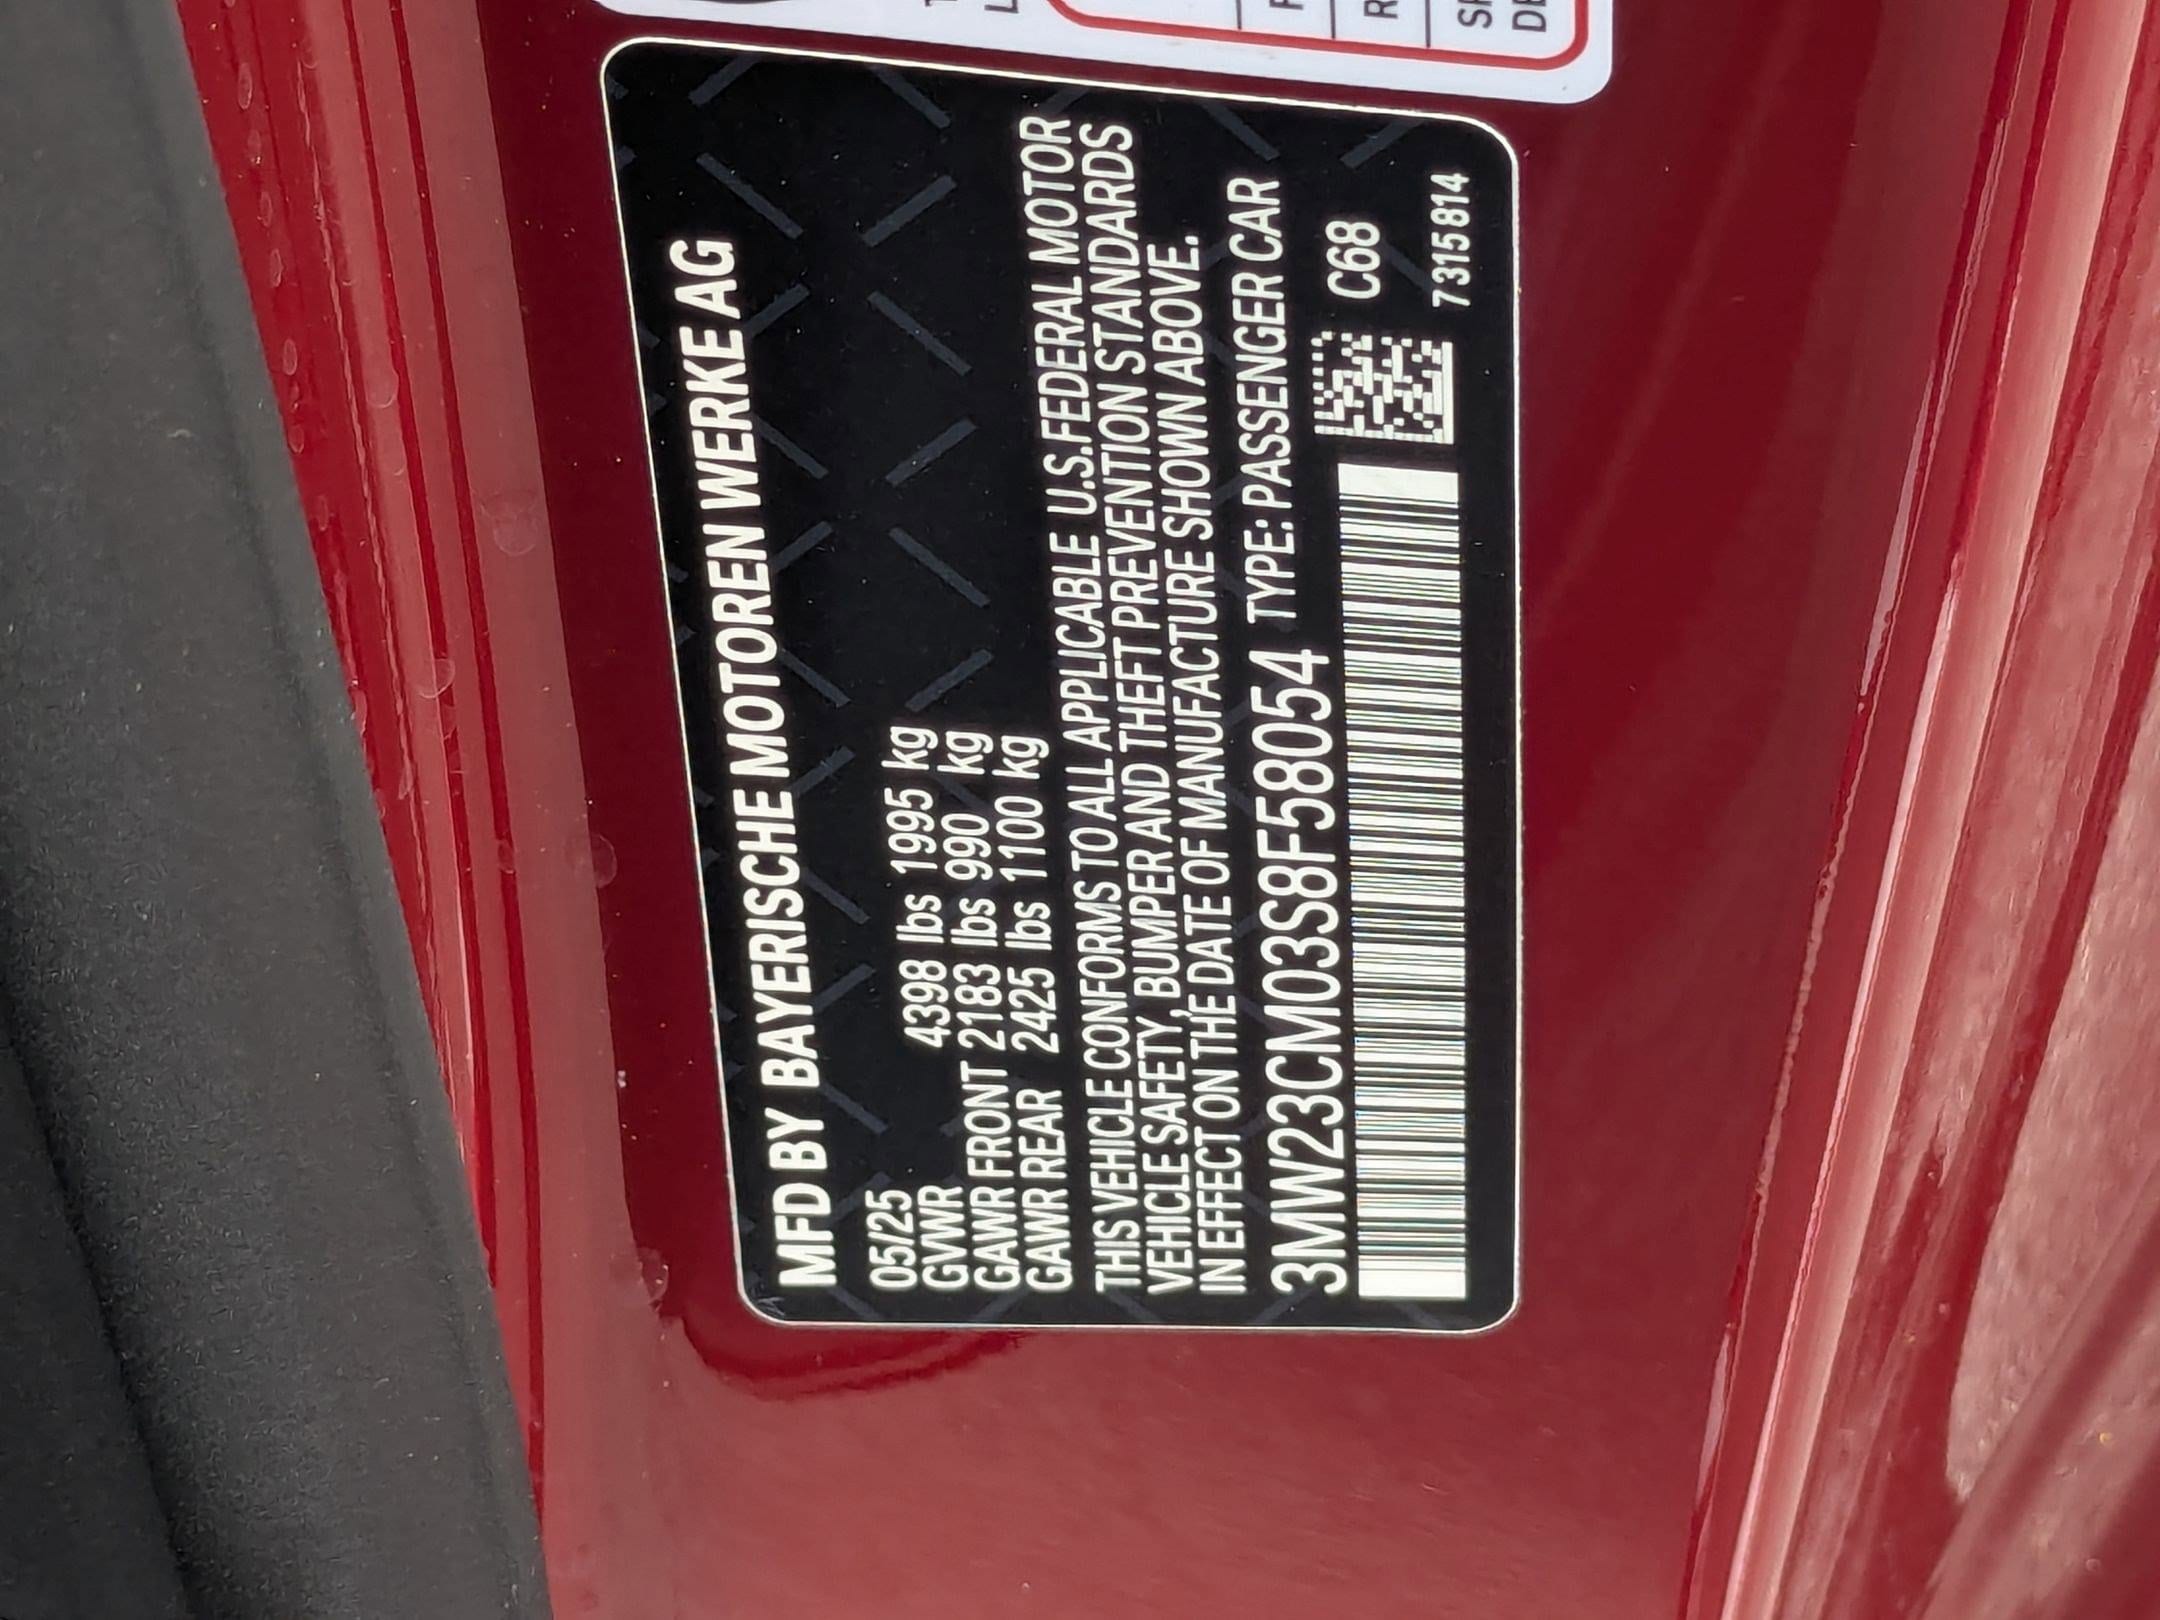 MFD BY BAYERISCHE MOTOREN WERKE AG
05/25
GVWR 4398 lbs 1995 kg
GAWR FRONT 2183 lbs 990 kg
GAWR REAR 2425 lbs 1100 kg
THIS VEHICLE CONFORMS TO ALL APPLICABLE U.S.FEDERAL MOTOR
VEHICLE SAFETY, BUMPER AND THEFT PREVENTION STANDARDS
IN EFFECT ON THE DATE OF MANUFACTURE SHOWN ABOVE.
3MW23CM03S8F58054 TYPE: PASSENGER CAR
C68
7315814